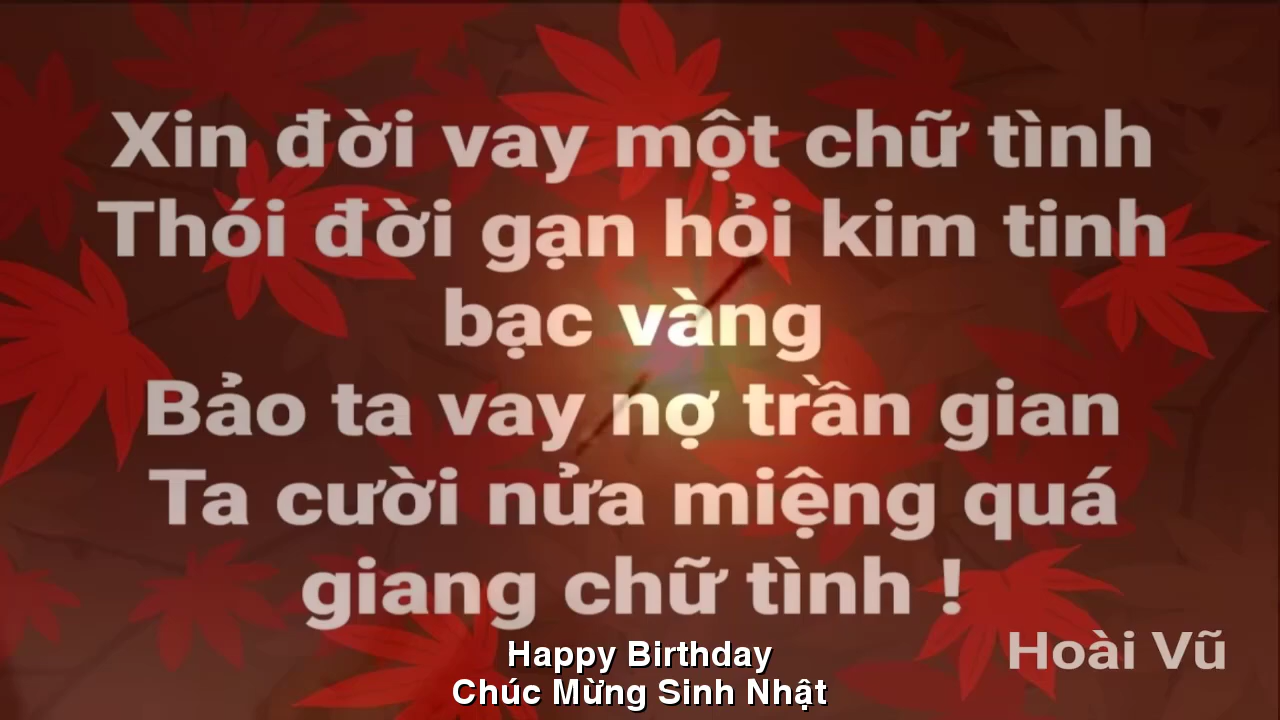 Xin đời vay một chữ tình
Thói đời gạn hỏi kim tinh
bạc vàng
Bảo ta vay nợ trần gian
Ta cười nửa miệng quá
giang chữ tình !
Hoài Vũ
Happy Birthday
Chúc Mừng Sinh Nhật